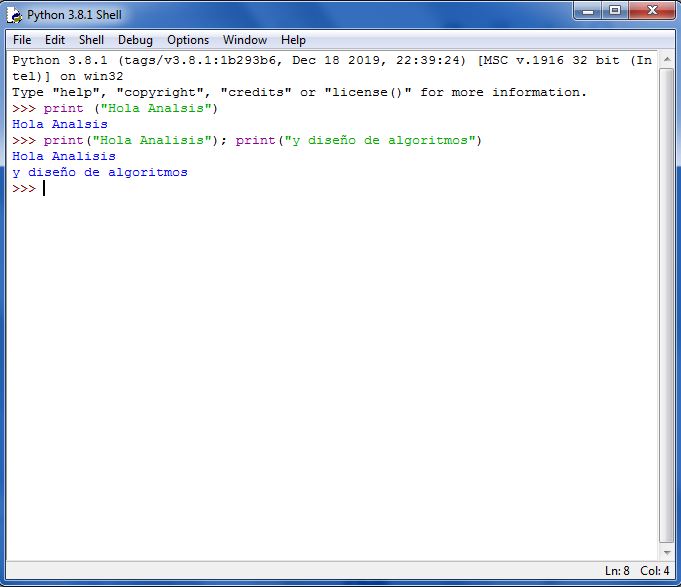 Python 3.8.1 Shell
File Edit Shell Debug Options Window Help
Python 3.8.1 (tags/v3.8.1:1b293b6, Dec 18 2019, 22:39:24) [MSC v.1916 32 bit (In
tel)] on win32
Type "help", "copyright", "credits" or "license()" for more information.
>>> print ("Hola Analsis")
Hola Analsis
>>> print("Hola Analisis"); print("y diseño de algoritmos")
Hola Analisis
y diseño de algoritmos
>>>
Ln: 8 Col: 4